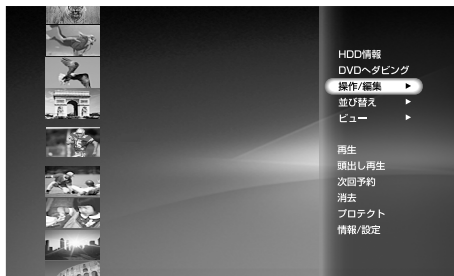 HDD情報
DVDへダビング
操作/編集 ▶
並び替え ▶
ビュー ▶
再生
頭出し再生
次回予約
消去
プロテクト
情報/設定